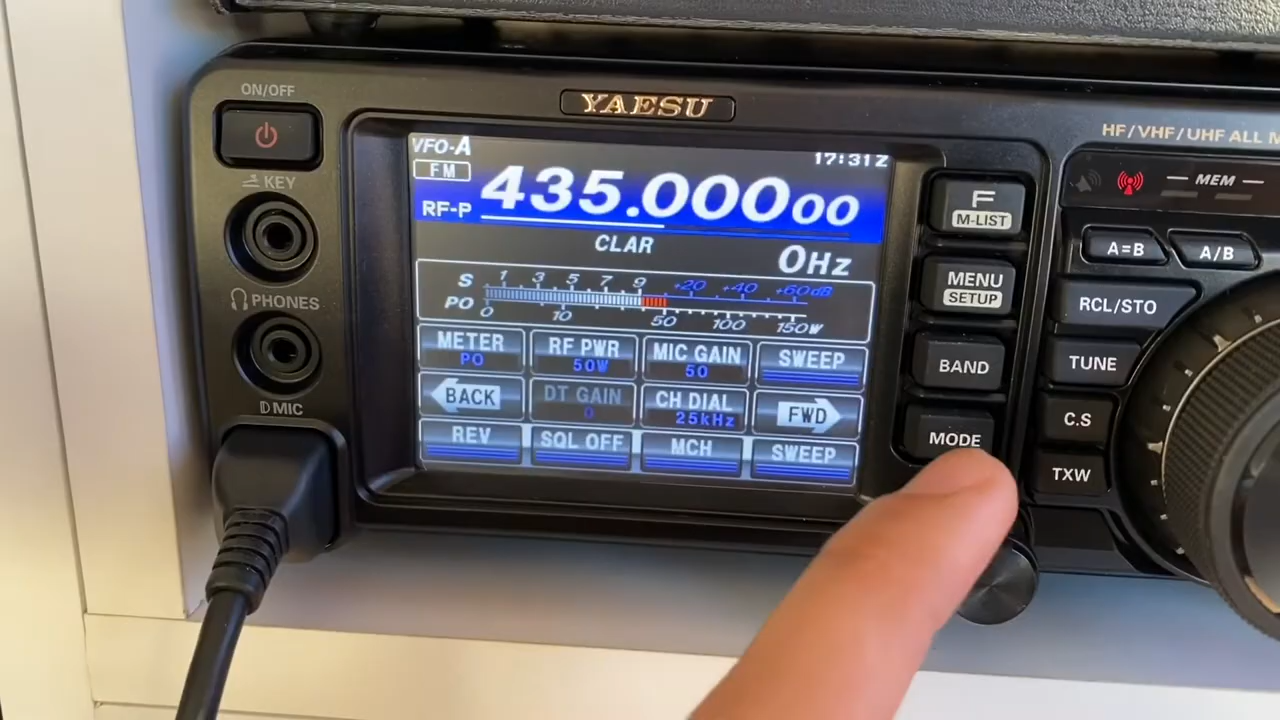 ON/OFF
YAESU
HF/VHF/UHF ALL M
KEY
PHONES
MIC
VFO-A
17:31Z
FM
435.00000
RF-P
CLAR
0Hz
S 1 3 5 7 9 +20 +40 +60dB
PO 0 10 50 100 150W
METER
PO
RF PWR
50W
MIC GAIN
50
SWEEP
BACK
DT GAIN
0
CH DIAL
25kHz
FWD
REV
SQL OFF
MCH
SWEEP
F
M-LIST
MENU
SETUP
BAND
MODE
MEM
A=B
A/B
RCL/STO
TUNE
C.S
TXW